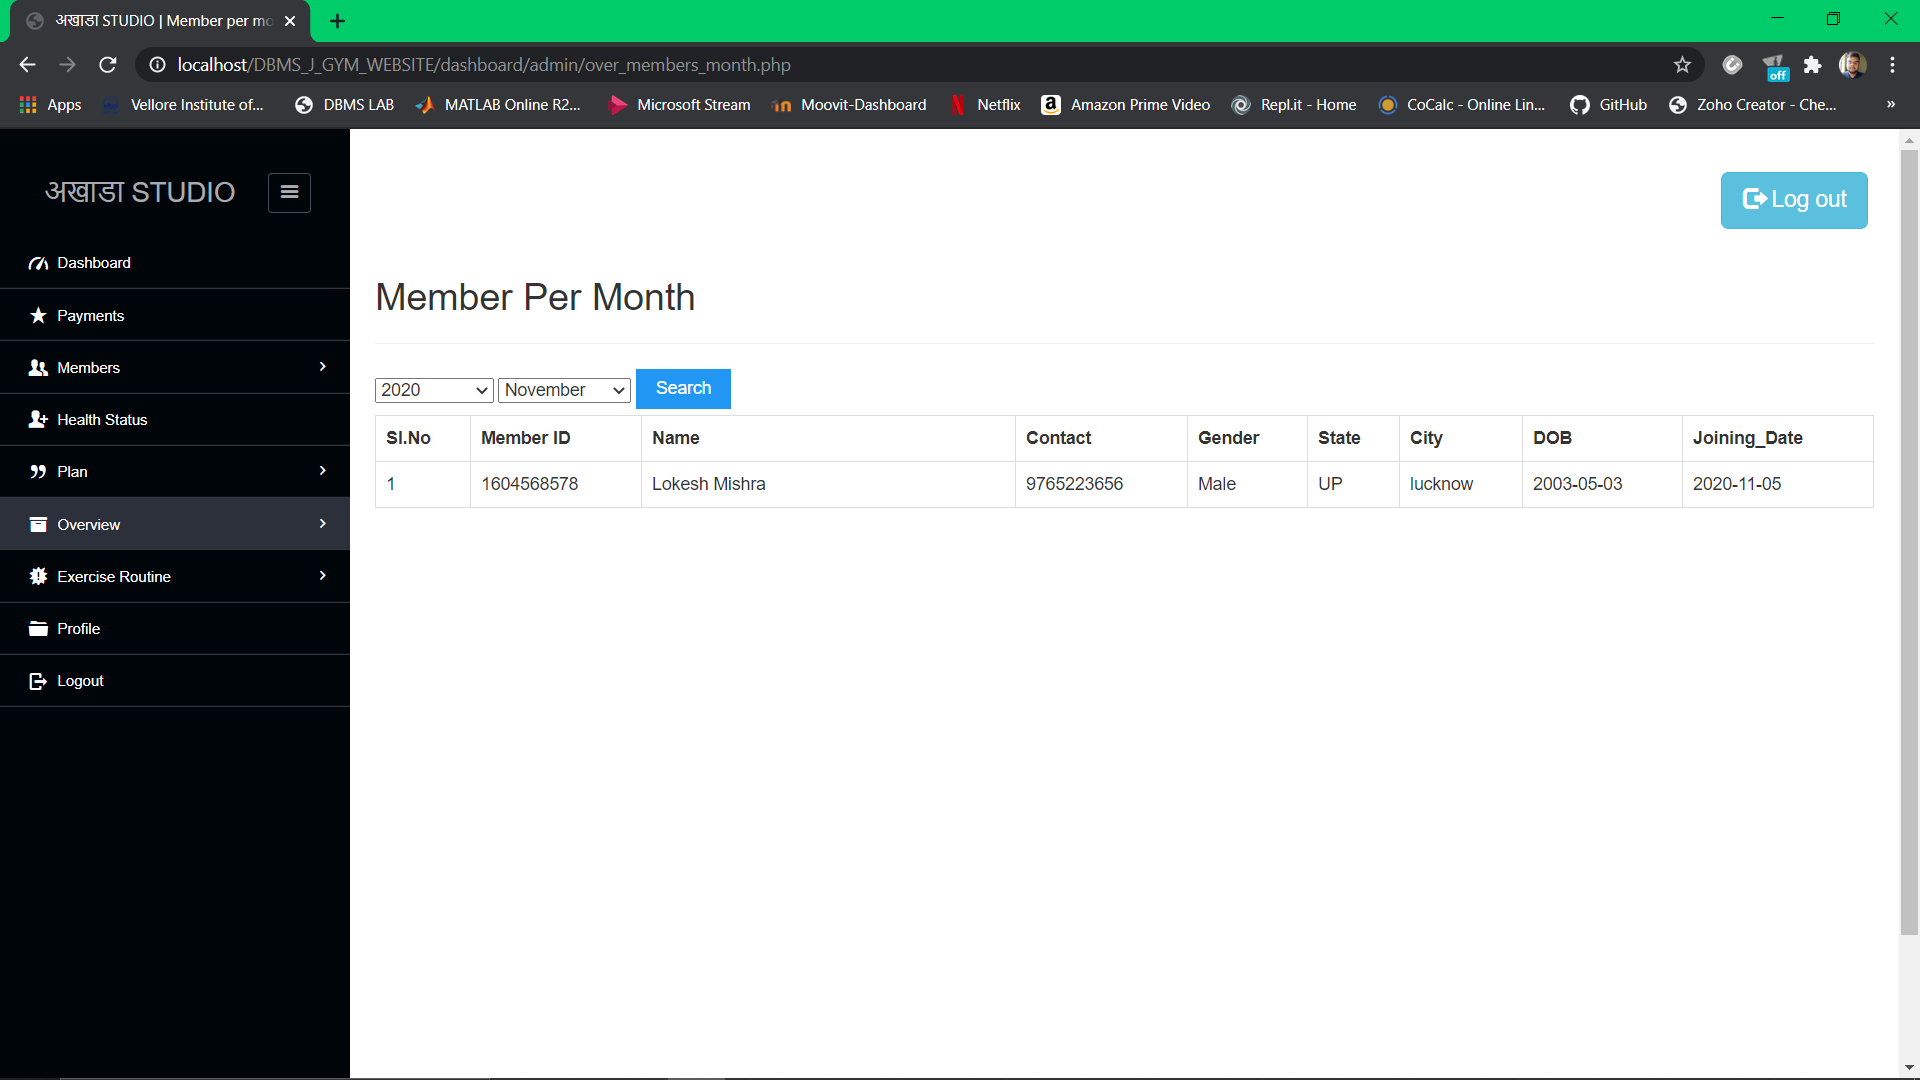 अखाडा STUDIO | Member per mo
localhost/DBMS_J_GYM_WEBSITE/dashboard/admin/over_members_month.php
off
Apps Vellore Institute of... DBMS LAB MATLAB Online R2... Microsoft Stream Moovit-Dashboard Netflix Amazon Prime Video Repl.it - Home CoCalc - Online Lin... GitHub Zoho Creator - Che... »
अखाडा STUDIO
Log out
Dashboard
Payments
Members
Health Status
Plan
Overview
Exercise Routine
Profile
Logout
Member Per Month
2020 November Search
Sl.No Member ID Name Contact Gender State City DOB Joining_Date
1 1604568578 Lokesh Mishra 9765223656 Male UP lucknow 2003-05-03 2020-11-05